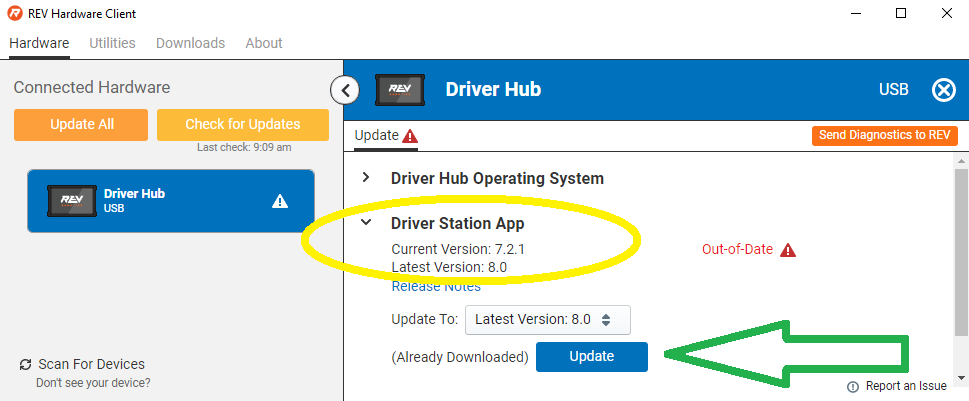 REV Hardware Client
Hardware Utilities Downloads About
Connected Hardware
Update All Check for Updates
Last check: 9:09 am
REV
Driver Hub
USB
Scan For Devices
Don't see your device?
REV
Driver Hub
USB
Update
Send Diagnostics to REV
Driver Hub Operating System
Driver Station App
Current Version: 7.2.1
Latest Version: 8.0
Out-of-Date
Release Notes
Update To: Latest Version: 8.0
(Already Downloaded) Update
Report an Issue